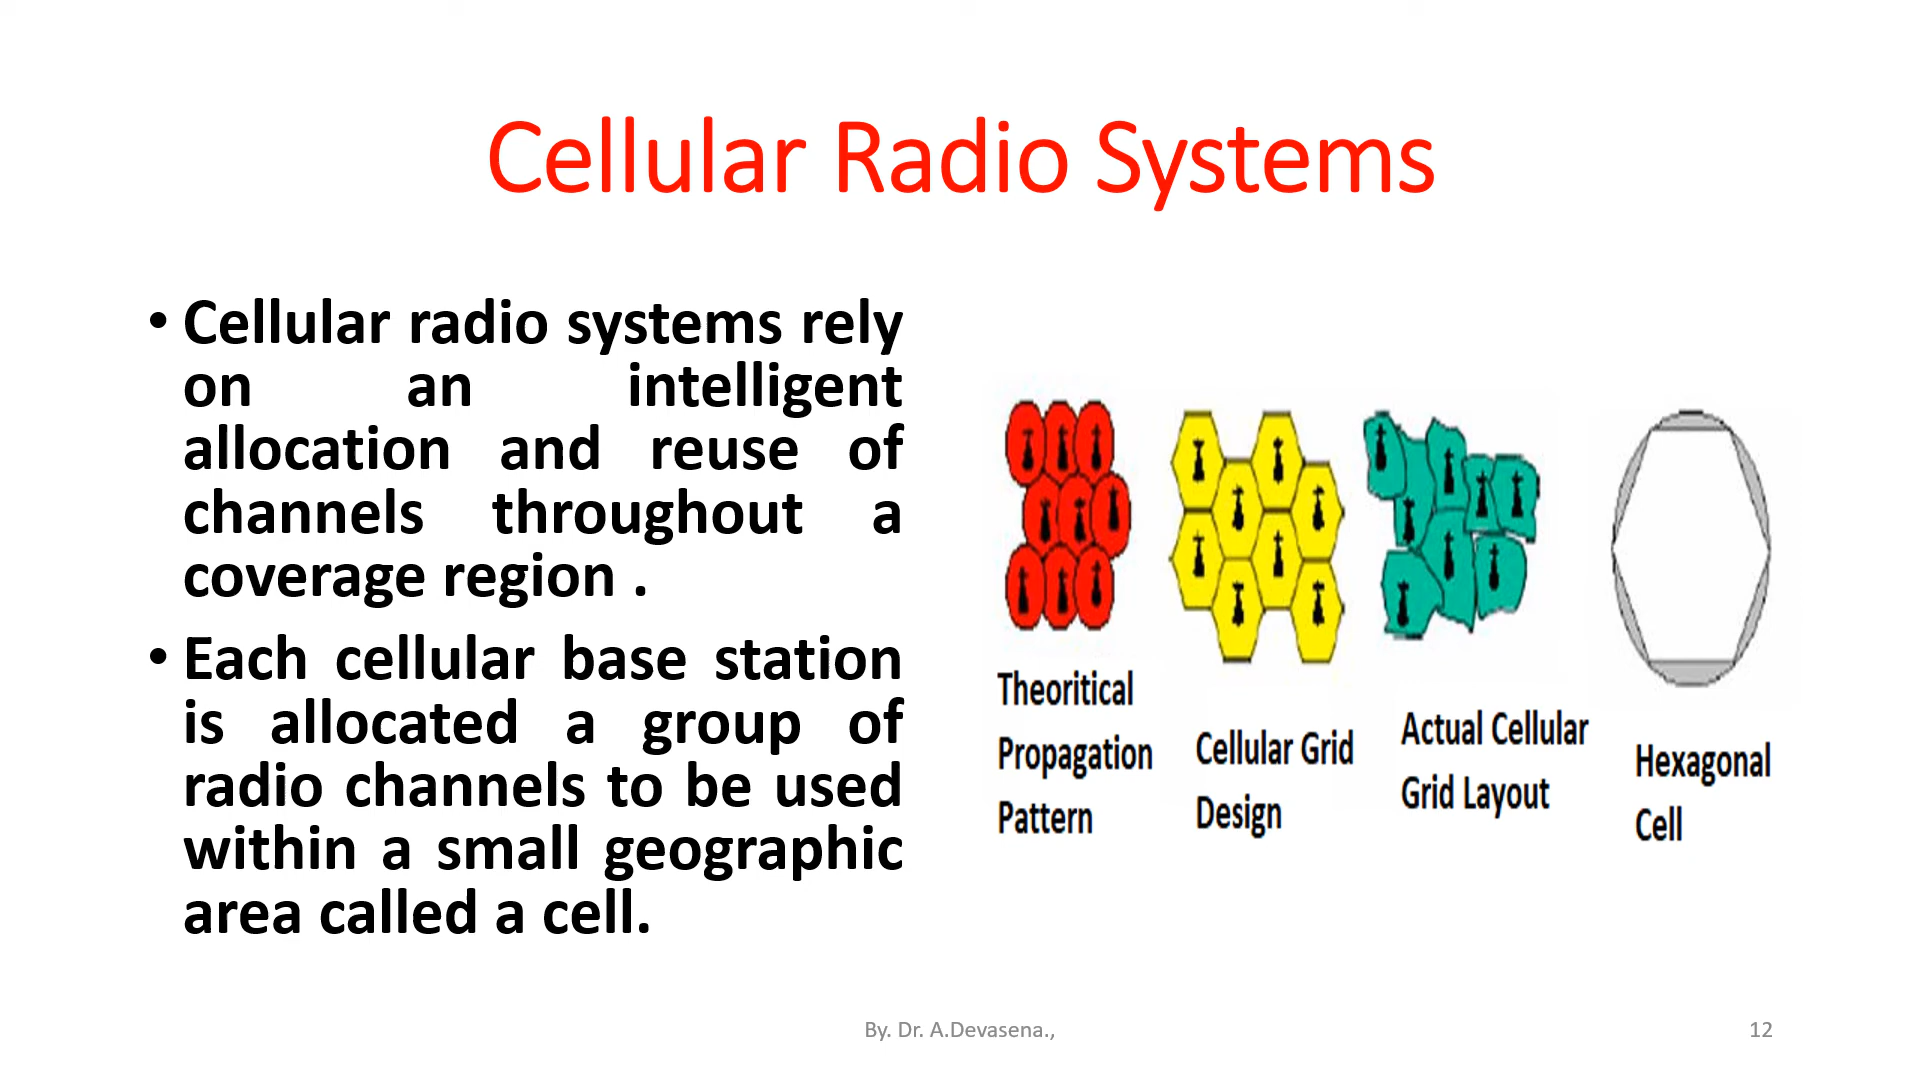 Cellular Radio Systems
• Cellular radio systems rely
on an intelligent
allocation and reuse of
channels throughout a
coverage region .
• Each cellular base station
is allocated a group of
radio channels to be used
within a small geographic
area called a cell.
Theoritical
Propagation
Pattern
Cellular Grid
Design
Actual Cellular
Grid Layout
Hexagonal
Cell
By. Dr. A.Devasena.,
12